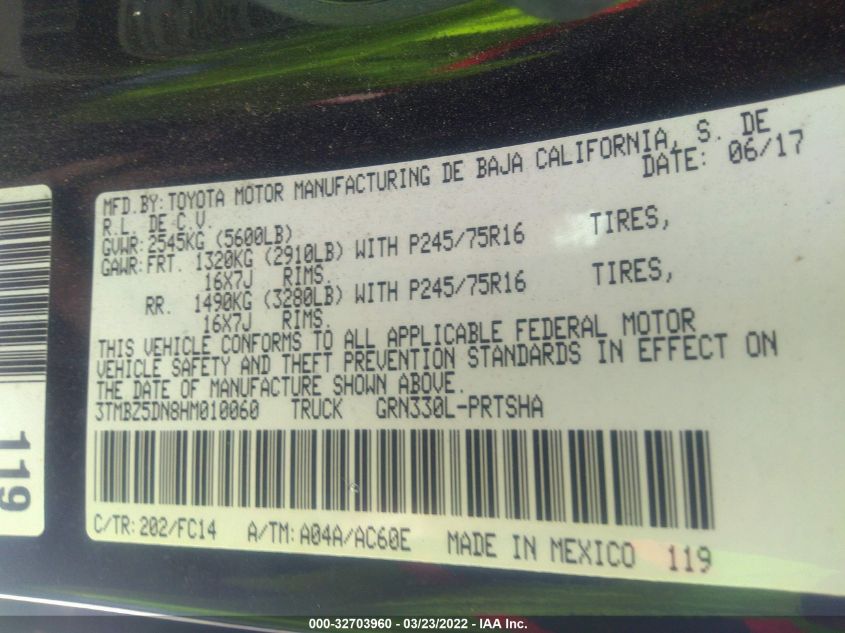 MFD.BY:TOYOTA MOTOR MANUFACTURING DE BAJA CALIFORNIA, S. DE
R.L. DE C.V. DATE: 06/17
GVWR:2545KG (5600LB)
GAWR:FRT. 1320KG (2910LB) WITH P245/75R16 TIRES,
16X7J RIMS.
RR. 1490KG (3280LB) WITH P245/75R16 TIRES,
16X7J RIMS.
THIS VEHICLE CONFORMS TO ALL APPLICABLE FEDERAL MOTOR
VEHICLE SAFETY AND THEFT PREVENTION STANDARDS IN EFFECT ON
THE DATE OF MANUFACTURE SHOWN ABOVE.
3TMBZ5DN8HM010060 TRUCK GRN330L-PRTSHA
C/TR:202/FC14 A/TM:A04A/AC60E MADE IN MEXICO 119
119
000-32703960 - 03/23/2022 - IAA Inc.